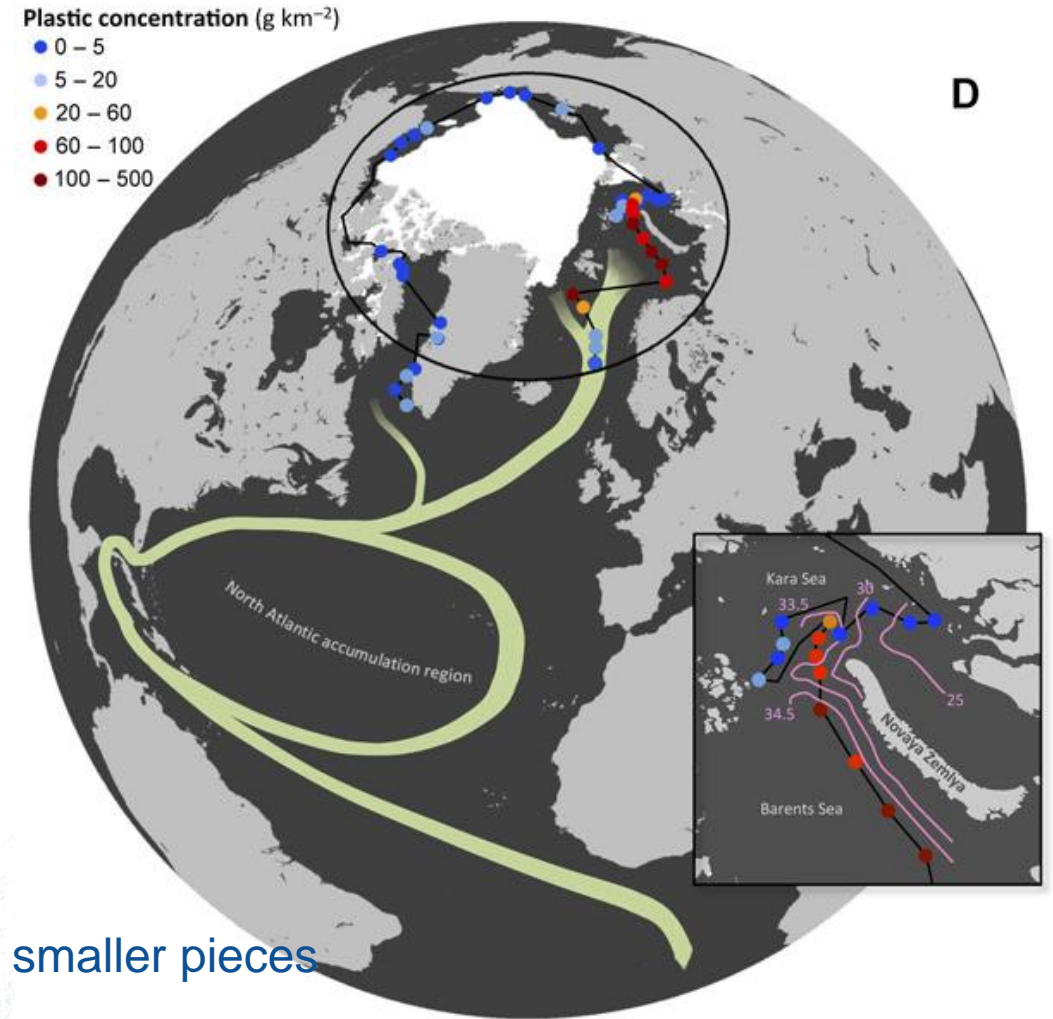 Plastic concentration (g km⁻²)
0 – 5
5 – 20
20 – 60
60 – 100
100 – 500
D
North Atlantic accumulation region
Kara Sea
33.5
30
25
34.5
Novaya Zemlya
Barents Sea
smaller pieces